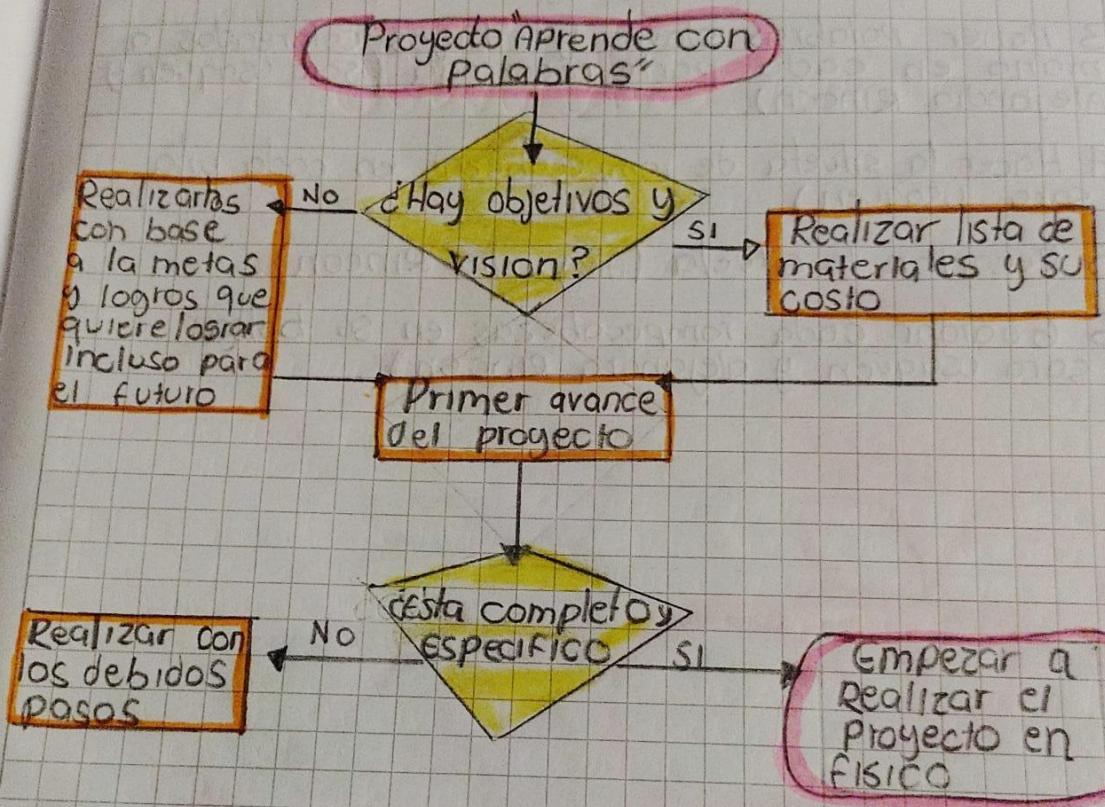 Proyecto "Aprende con
Palabras"
¿Hay objetivos y
vision?
NO
SI
Realizarlos
con base
a la metas
y logros que
quiere lograr
incluso para
el futuro
Realizar lista de
materiales y su
costo
Primer avance
del proyecto
¿Esta completo y
ESPECIFICO
NO
SI
Realizar con
los debidos
pasos
Empezar a
Realizar el
Proyecto en
FISICO